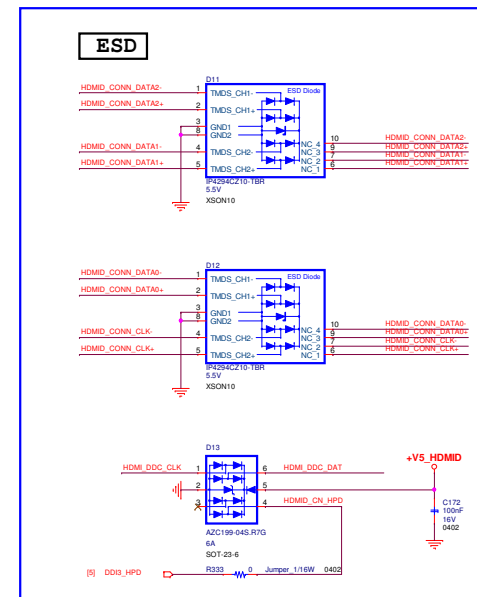 ESD
D11
HDMID_CONN_DATA2- 1 TMDS_CH1- ESD Diode
HDMID_CONN_DATA2+ 2 TMDS_CH1+
3 GND1
8 GND2
NC_4 10 HDMID_CONN_DATA2-
HDMID_CONN_DATA1- 4 TMDS_CH2- NC_3 9 HDMID_CONN_DATA2+
NC_2 7 HDMID_CONN_DATA1-
HDMID_CONN_DATA1+ 5 TMDS_CH2+ NC_1 6 HDMID_CONN_DATA1+
IP4294CZ10-TBR
5.5V
XSON10
D12
HDMID_CONN_DATA0- 1 TMDS_CH1- ESD Diode
HDMID_CONN_DATA0+ 2 TMDS_CH1+
3 GND1
8 GND2
NC_4 10 HDMID_CONN_DATA0-
HDMID_CONN_CLK- 4 TMDS_CH2- NC_3 9 HDMID_CONN_DATA0+
NC_2 7 HDMID_CONN_CLK-
HDMID_CONN_CLK+ 5 TMDS_CH2+ NC_1 6 HDMID_CONN_CLK+
IP4294CZ10-TBR
5.5V
XSON10
D13
+V5_HDMID
HDMI_DDC_CLK 1 6 HDMI_DDC_DAT
2 5
3 4 HDMID_CN_HPD
C172
100nF
16V
0402
AZC199-04S.R7G
6A
SOT-23-6
[5] DDI3_HPD R333 0 Jumper_1/16W 0402